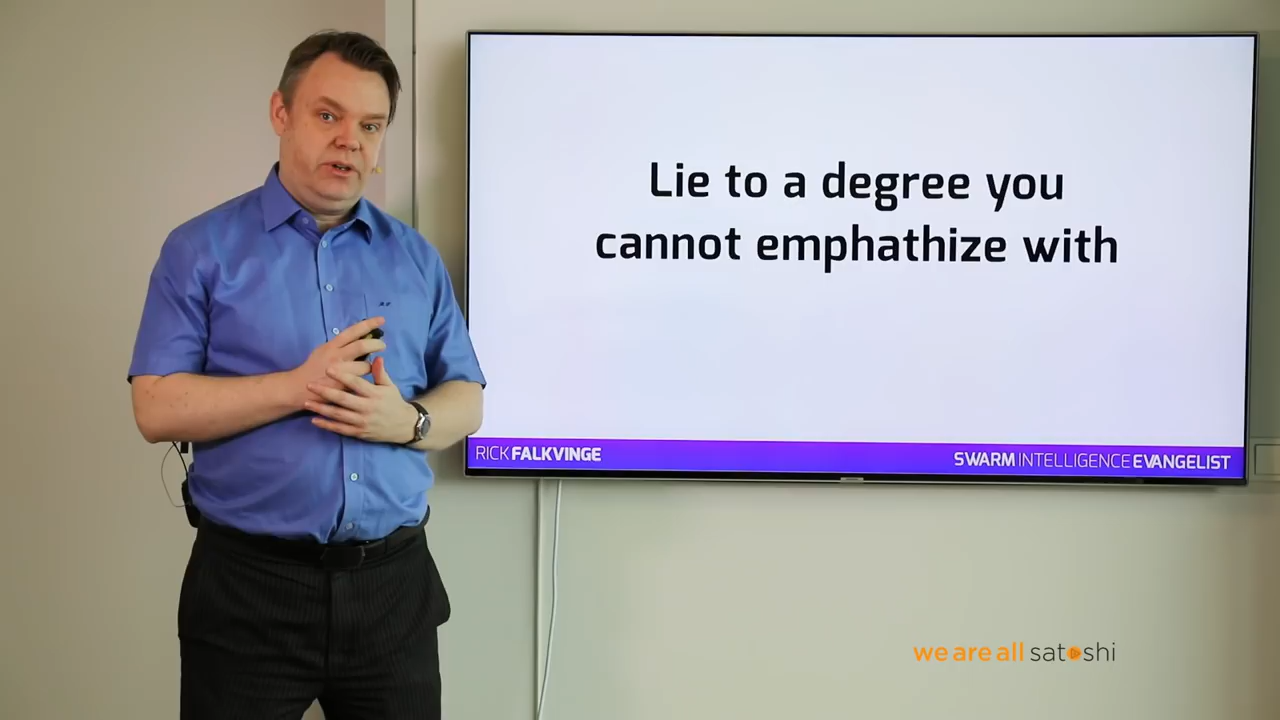 Lie to a degree you
cannot emphathize with
RICK FALKVINGE
SWARM INTELLIGENCE EVANGELIST
we are all satoshi